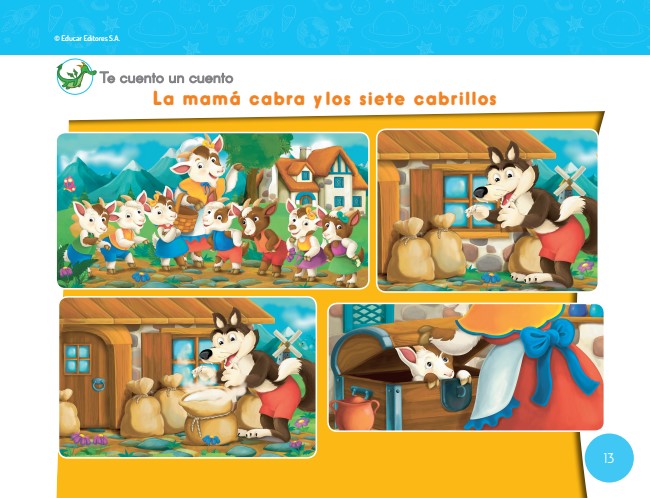 © Educar Editores S.A.
Te cuento un cuento
La mamá cabra y los siete cabrillos
13